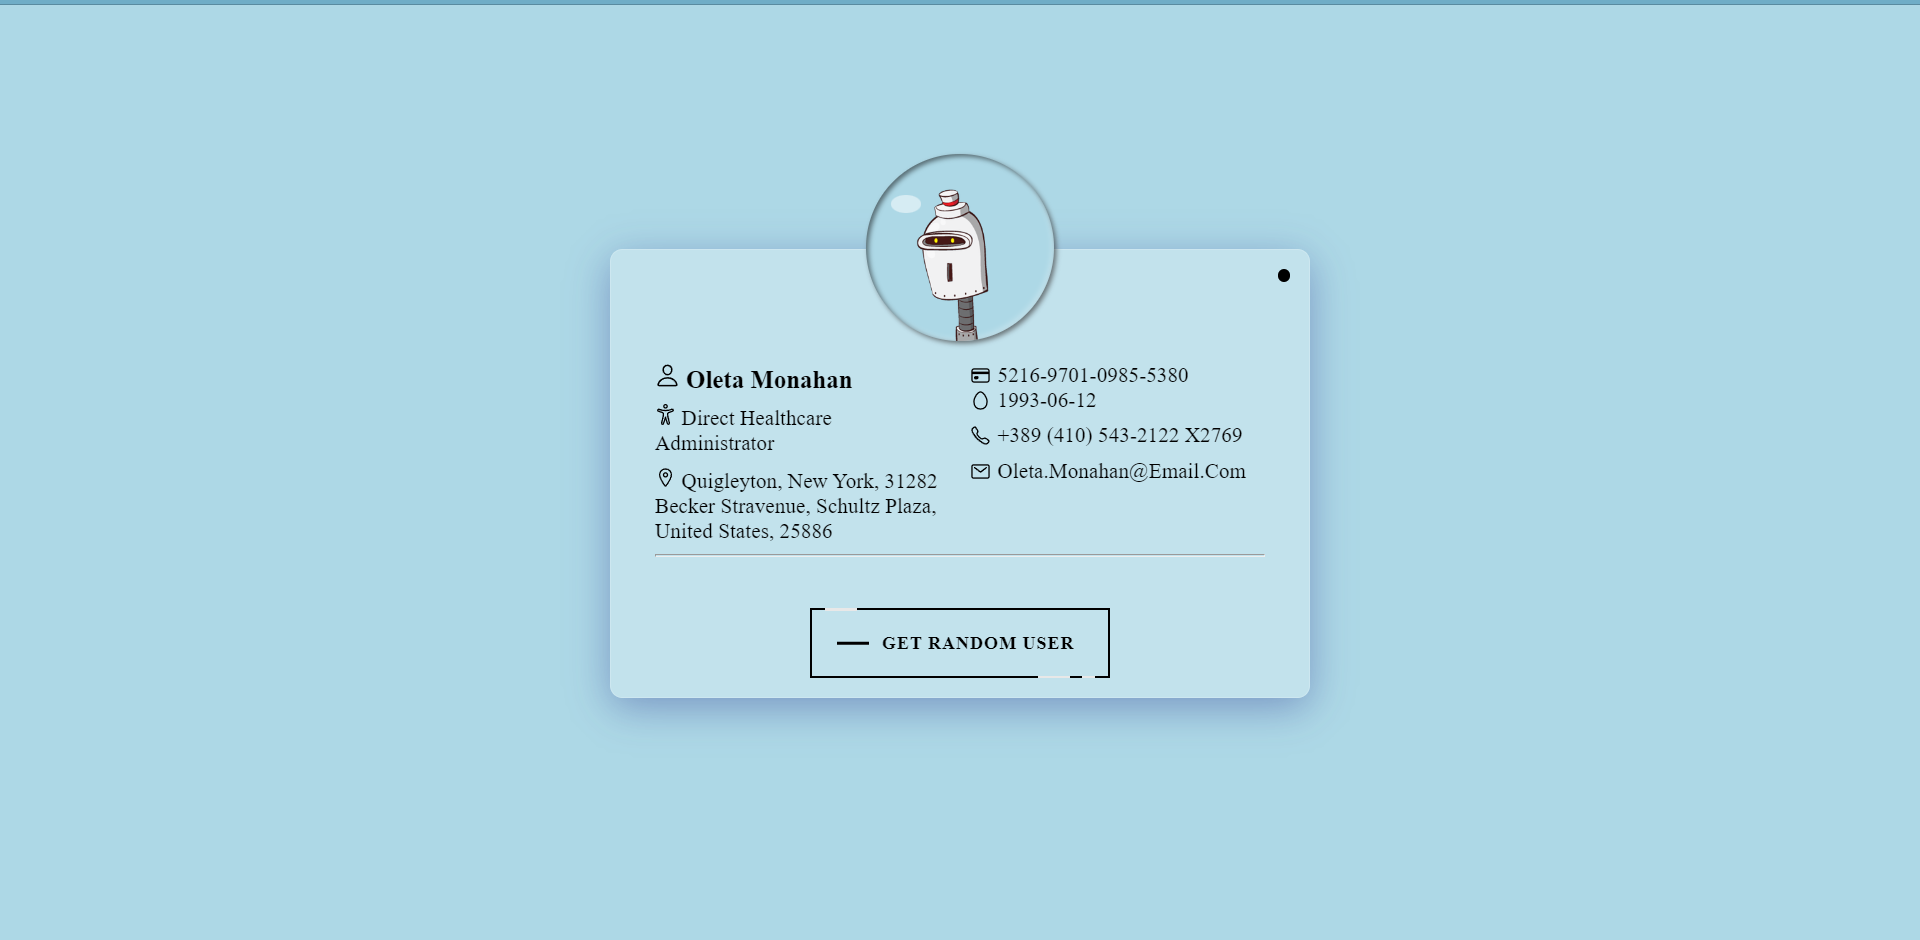 Oleta Monahan
Direct Healthcare
Administrator
Quigleyton, New York, 31282
Becker Stravenue, Schultz Plaza,
United States, 25886
5216-9701-0985-5380
1993-06-12
+389 (410) 543-2122 X2769
Oleta.Monahan@Email.Com
GET RANDOM USER